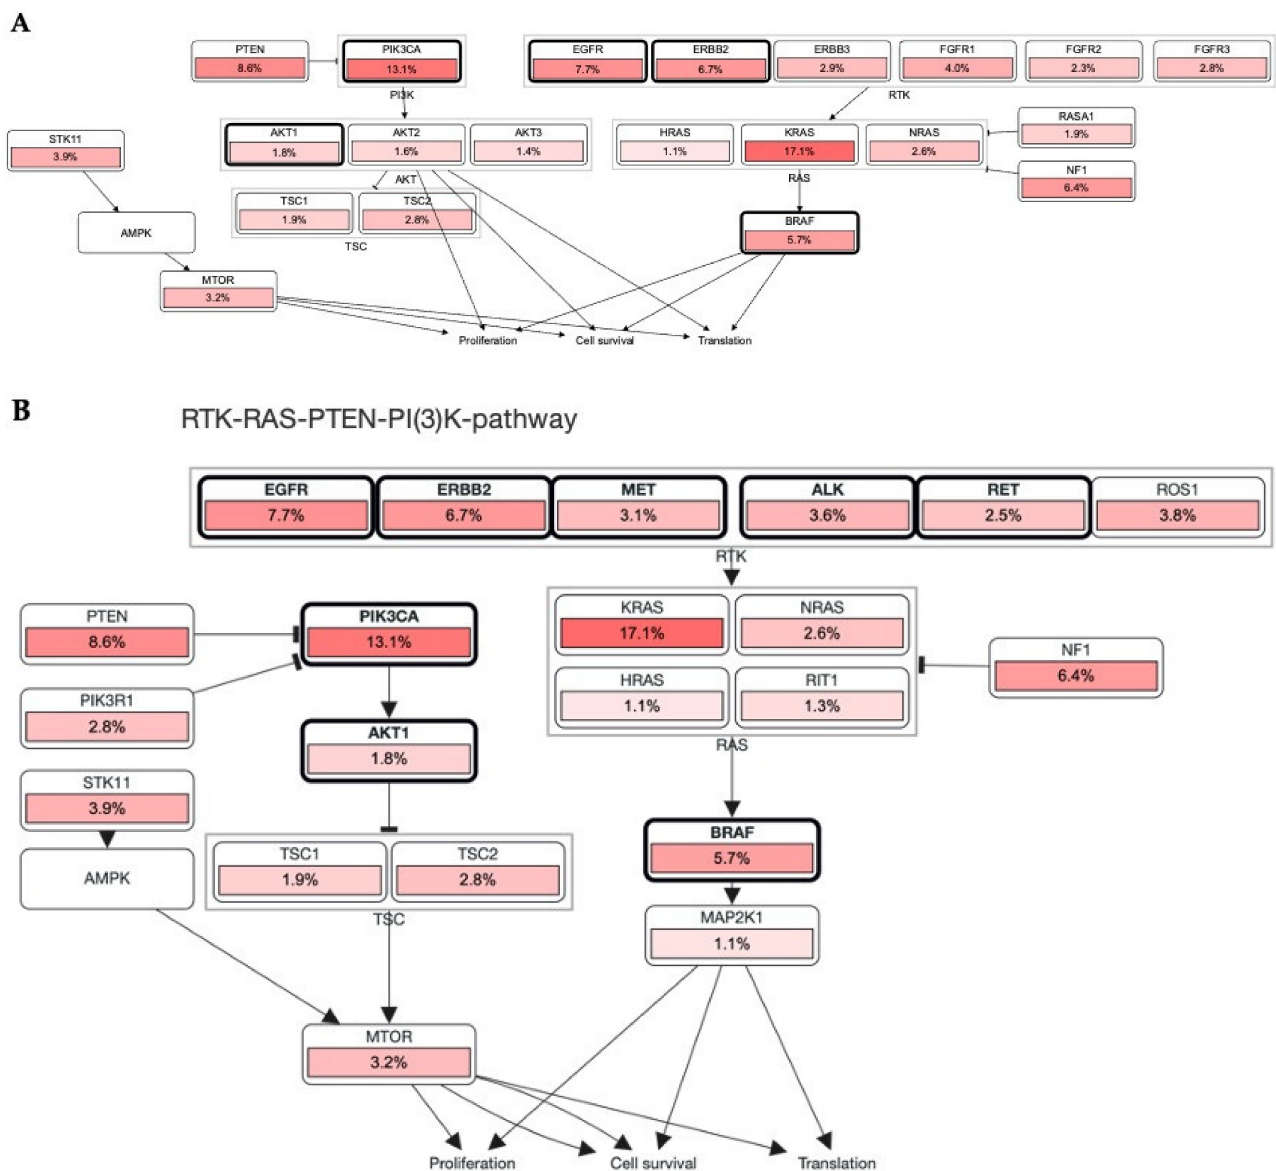 A
PTEN
8.6%
PIK3CA
13.1%
PI3K
EGFR
7.7%
ERBB2
6.7%
ERBB3
2.9%
FGFR1
4.0%
FGFR2
2.3%
FGFR3
2.8%
RTK
STK11
3.9%
AKT1
1.8%
AKT2
1.6%
AKT3
1.4%
AKT
HRAS
1.1%
KRAS
17.1%
NRAS
2.6%
RAS
RASA1
1.9%
NF1
6.4%
TSC1
1.9%
TSC2
2.8%
TSC
AMPK
BRAF
5.7%
MTOR
3.2%
Proliferation
Cell survival
Translation
B
RTK-RAS-PTEN-PI(3)K-pathway
EGFR
7.7%
ERBB2
6.7%
MET
3.1%
ALK
3.6%
RET
2.5%
ROS1
3.8%
RTK
PTEN
8.6%
PIK3CA
13.1%
KRAS
17.1%
NRAS
2.6%
NF1
6.4%
PIK3R1
2.8%
HRAS
1.1%
RIT1
1.3%
RAS
AKT1
1.8%
STK11
3.9%
BRAF
5.7%
AMPK
TSC1
1.9%
TSC2
2.8%
TSC
MAP2K1
1.1%
MTOR
3.2%
Proliferation
Cell survival
Translation